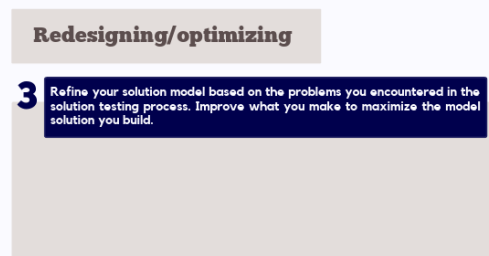 Redesigning/optimizing
3
Refine your solution model based on the problems you encountered in the
solution testing process. Improve what you make to maximize the model
solution you build.